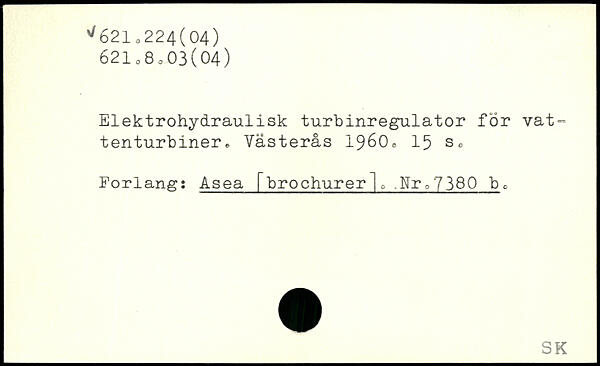 √621.224(04)
621.8.03(04)
Elektrohydraulisk turbinregulator för vat-
tenturbiner. Västerås 1960. 15 s.
Forlang: Asea [brochurer]. Nr.7380 b.
SK